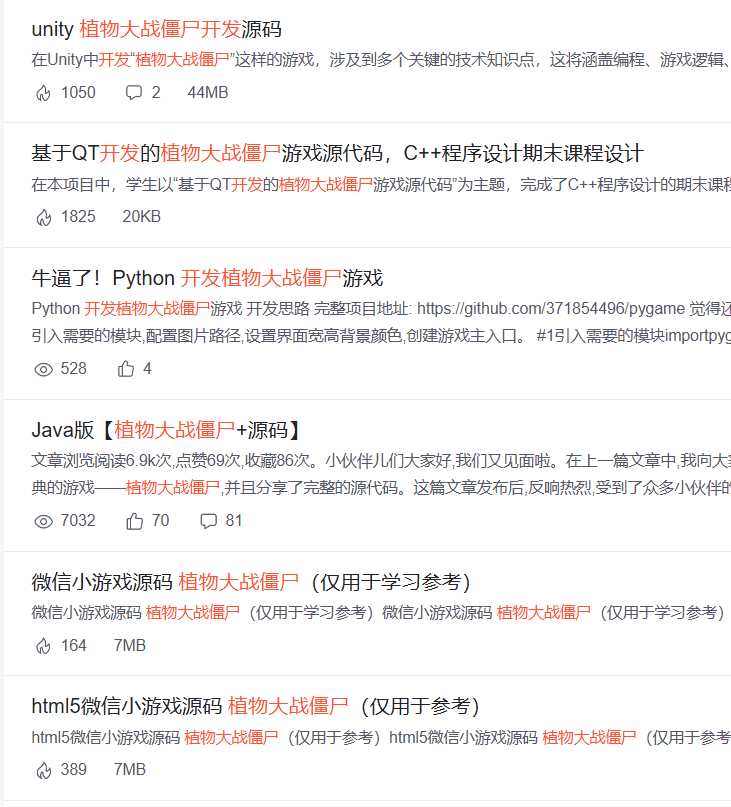 unity 植物大战僵尸开发源码
在Unity中开发“植物大战僵尸”这样的游戏，涉及到多个关键的技术知识点，这将涵盖编程、游戏逻辑、
1050 2 44MB
基于QT开发的植物大战僵尸游戏源代码，C++程序设计期末课程设计
在本项目中，学生以“基于QT开发的植物大战僵尸游戏源代码”为主题，完成了C++程序设计的期末课程
1825 20KB
牛逼了！Python 开发植物大战僵尸游戏
Python 开发植物大战僵尸游戏 开发思路 完整项目地址: https://github.com/371854496/pygame 觉得还
引入需要的模块,配置图片路径,设置界面宽高背景颜色,创建游戏主入口。 #1引入需要的模块importpyg
528 4
Java版【植物大战僵尸+源码】
文章浏览阅读6.9k次,点赞69次,收藏86次。小伙伴儿们大家好,我们又见面啦。在上一篇文章中,我向大家
典的游戏——植物大战僵尸,并且分享了完整的源代码。这篇文章发布后,反响热烈,受到了众多小伙伴的
7032 70 81
微信小游戏源码 植物大战僵尸（仅用于学习参考）
微信小游戏源码 植物大战僵尸（仅用于学习参考）微信小游戏源码 植物大战僵尸（仅用于学习参考）
164 7MB
html5微信小游戏源码 植物大战僵尸（仅用于参考）
html5微信小游戏源码 植物大战僵尸（仅用于参考）html5微信小游戏源码 植物大战僵尸（仅用于参考
389 7MB